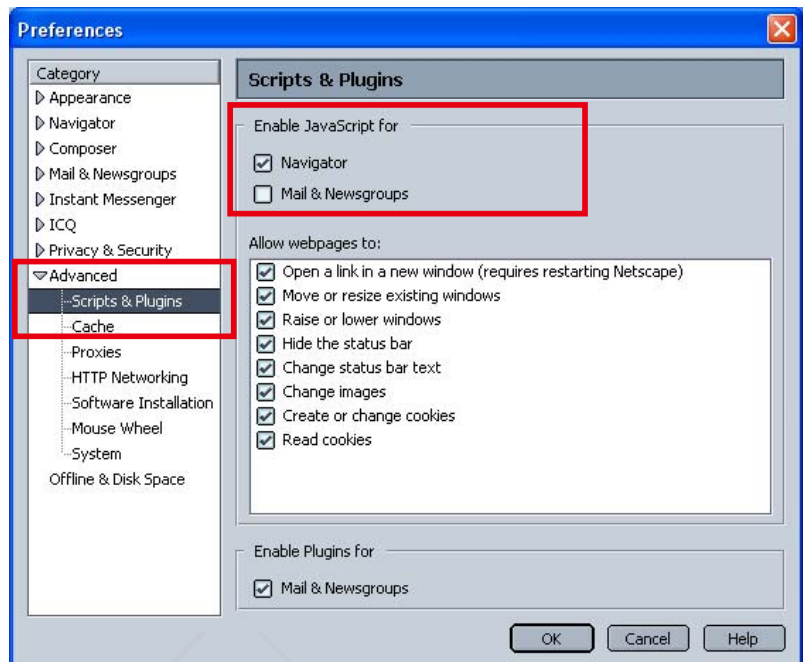 Preferences
Category
Appearance
Navigator
Composer
Mail & Newsgroups
Instant Messenger
ICQ
Privacy & Security
Advanced
Scripts & Plugins
Cache
Proxies
HTTP Networking
Software Installation
Mouse Wheel
System
Offline & Disk Space
Scripts & Plugins
Enable JavaScript for
Navigator
Mail & Newsgroups
Allow webpages to:
Open a link in a new window (requires restarting Netscape)
Move or resize existing windows
Raise or lower windows
Hide the status bar
Change status bar text
Change images
Create or change cookies
Read cookies
Enable Plugins for
Mail & Newsgroups
OK Cancel Help